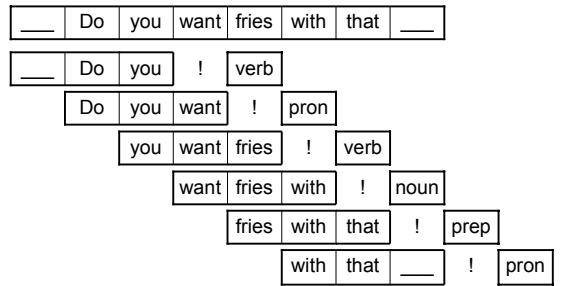 ___ Do you want fries with that ___
___ Do you ! verb
Do you want ! pron
you want fries ! verb
want fries with ! noun
fries with that ! prep
with that ___ ! pron